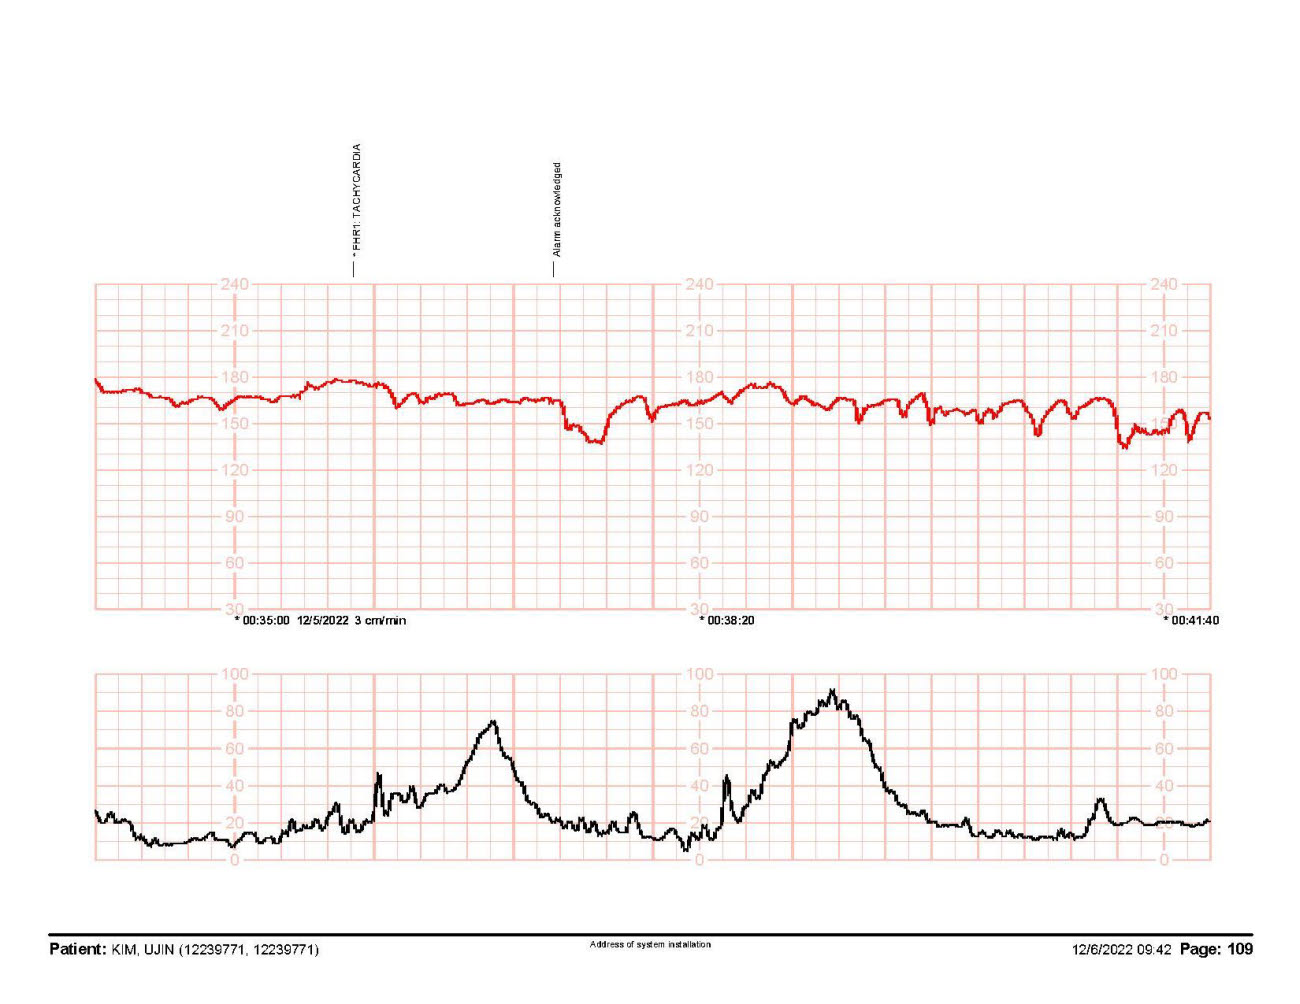 * FHR1: TACHYCARDIA
Alarm acknowledged
240 240 240
210 210 210
180 180 180
150 150 150
120 120 120
90 90 90
60 60 60
30 30 30
* 00:35:00 12/5/2022 3 cm/min * 00:38:20 * 00:41:40
100 100 100
80 80 80
60 60 60
40 40 40
20 20 20
0 0 0
Patient: KIM, UJIN (12239771, 12239771) Address of system installation 12/6/2022 09:42 Page: 109